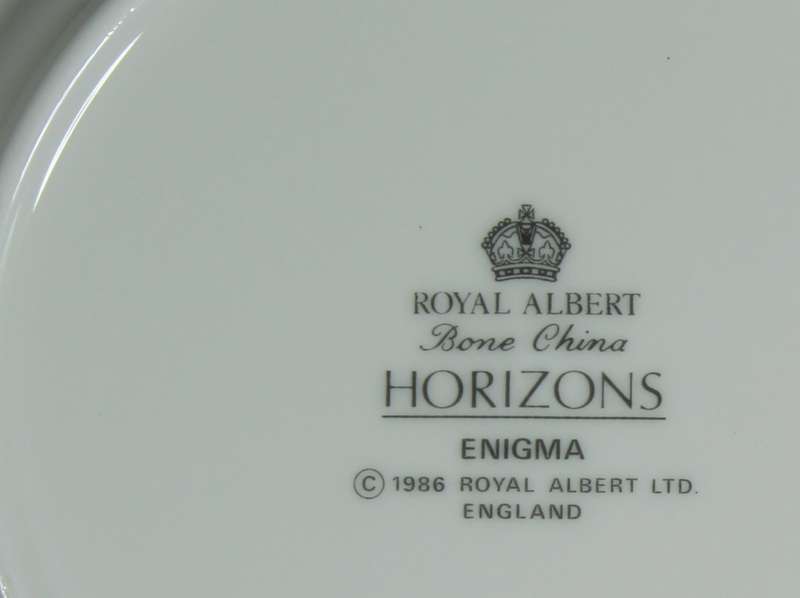 ROYAL ALBERT
Bone China
HORIZONS
ENIGMA
© 1986 ROYAL ALBERT LTD.
ENGLAND